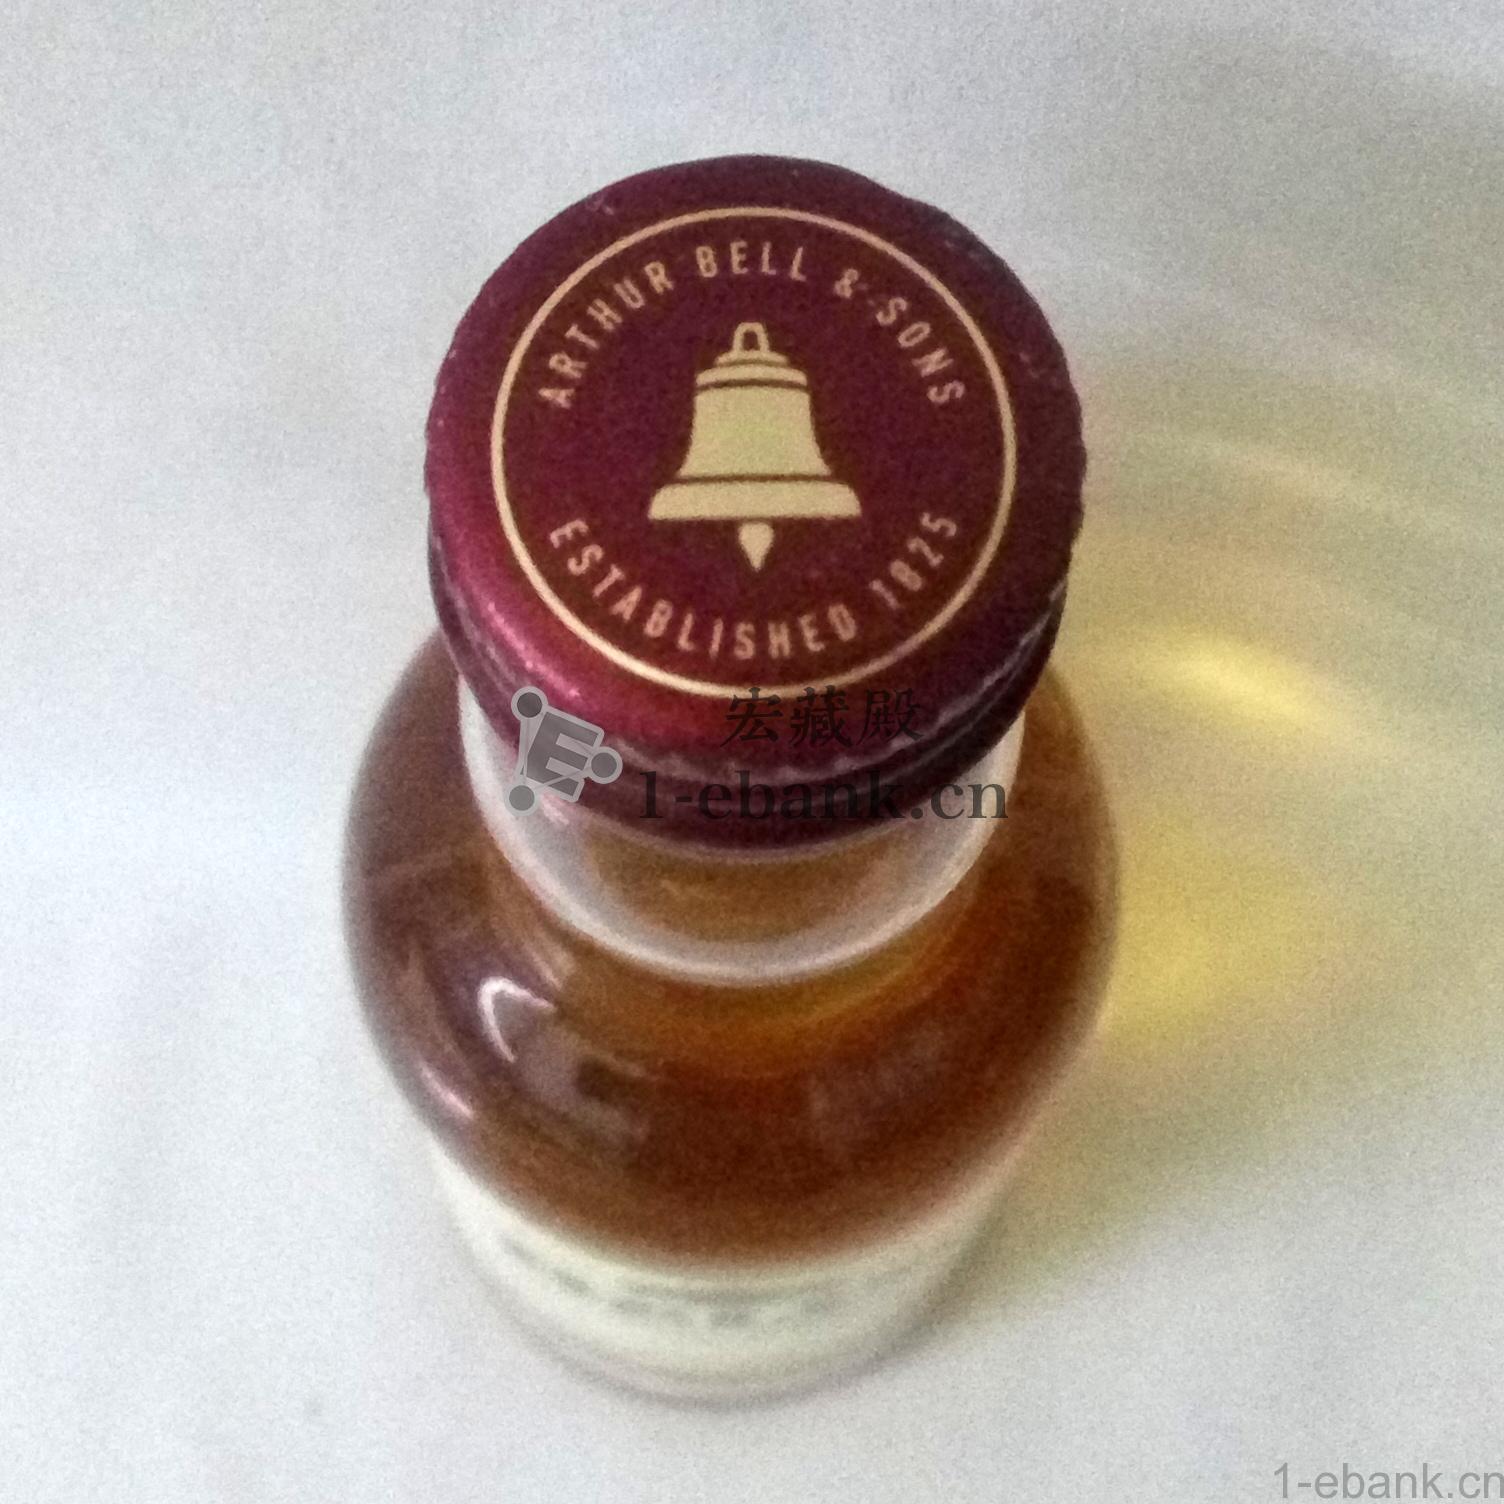 ARTHUR BELL & SONS
ESTABLISHED 1825
宏藏殿
1-ebank.cn
1-ebank.cn